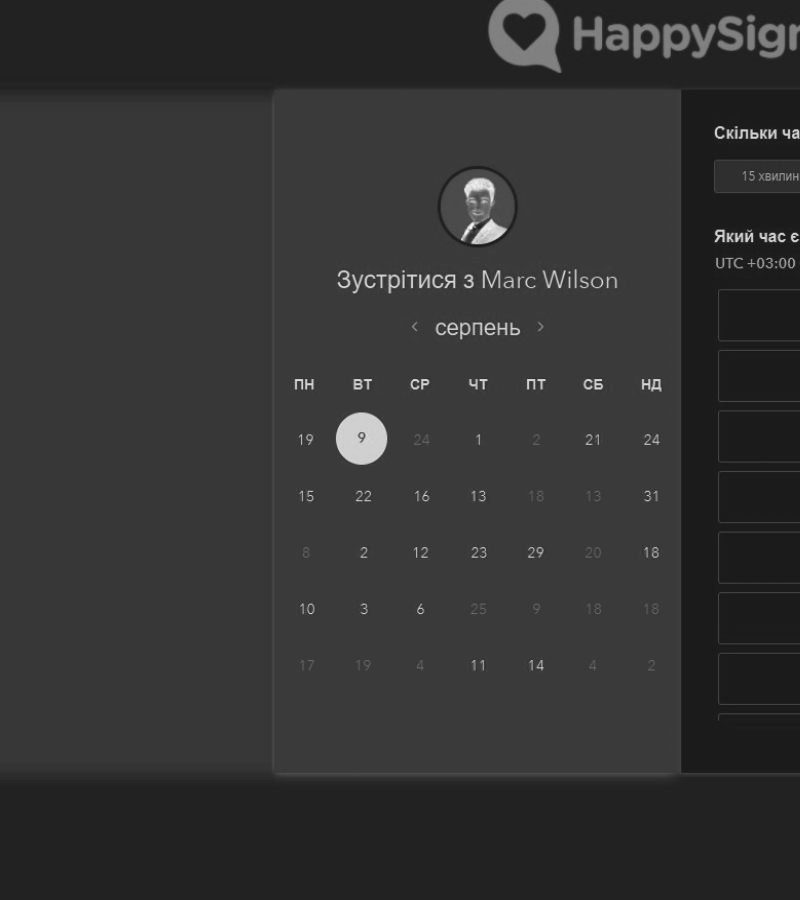 HappySign
Скільки ча
15 хвилин
Який час є
UTC +03:00
Зустрітися з Marc Wilson
‹ серпень ›
ПН ВТ СР ЧТ ПТ СБ НД
19 9 24 1 2 21 24
15 22 16 13 18 13 31
8 2 12 23 29 20 18
10 3 6 25 9 18 18
17 19 4 11 14 4 2